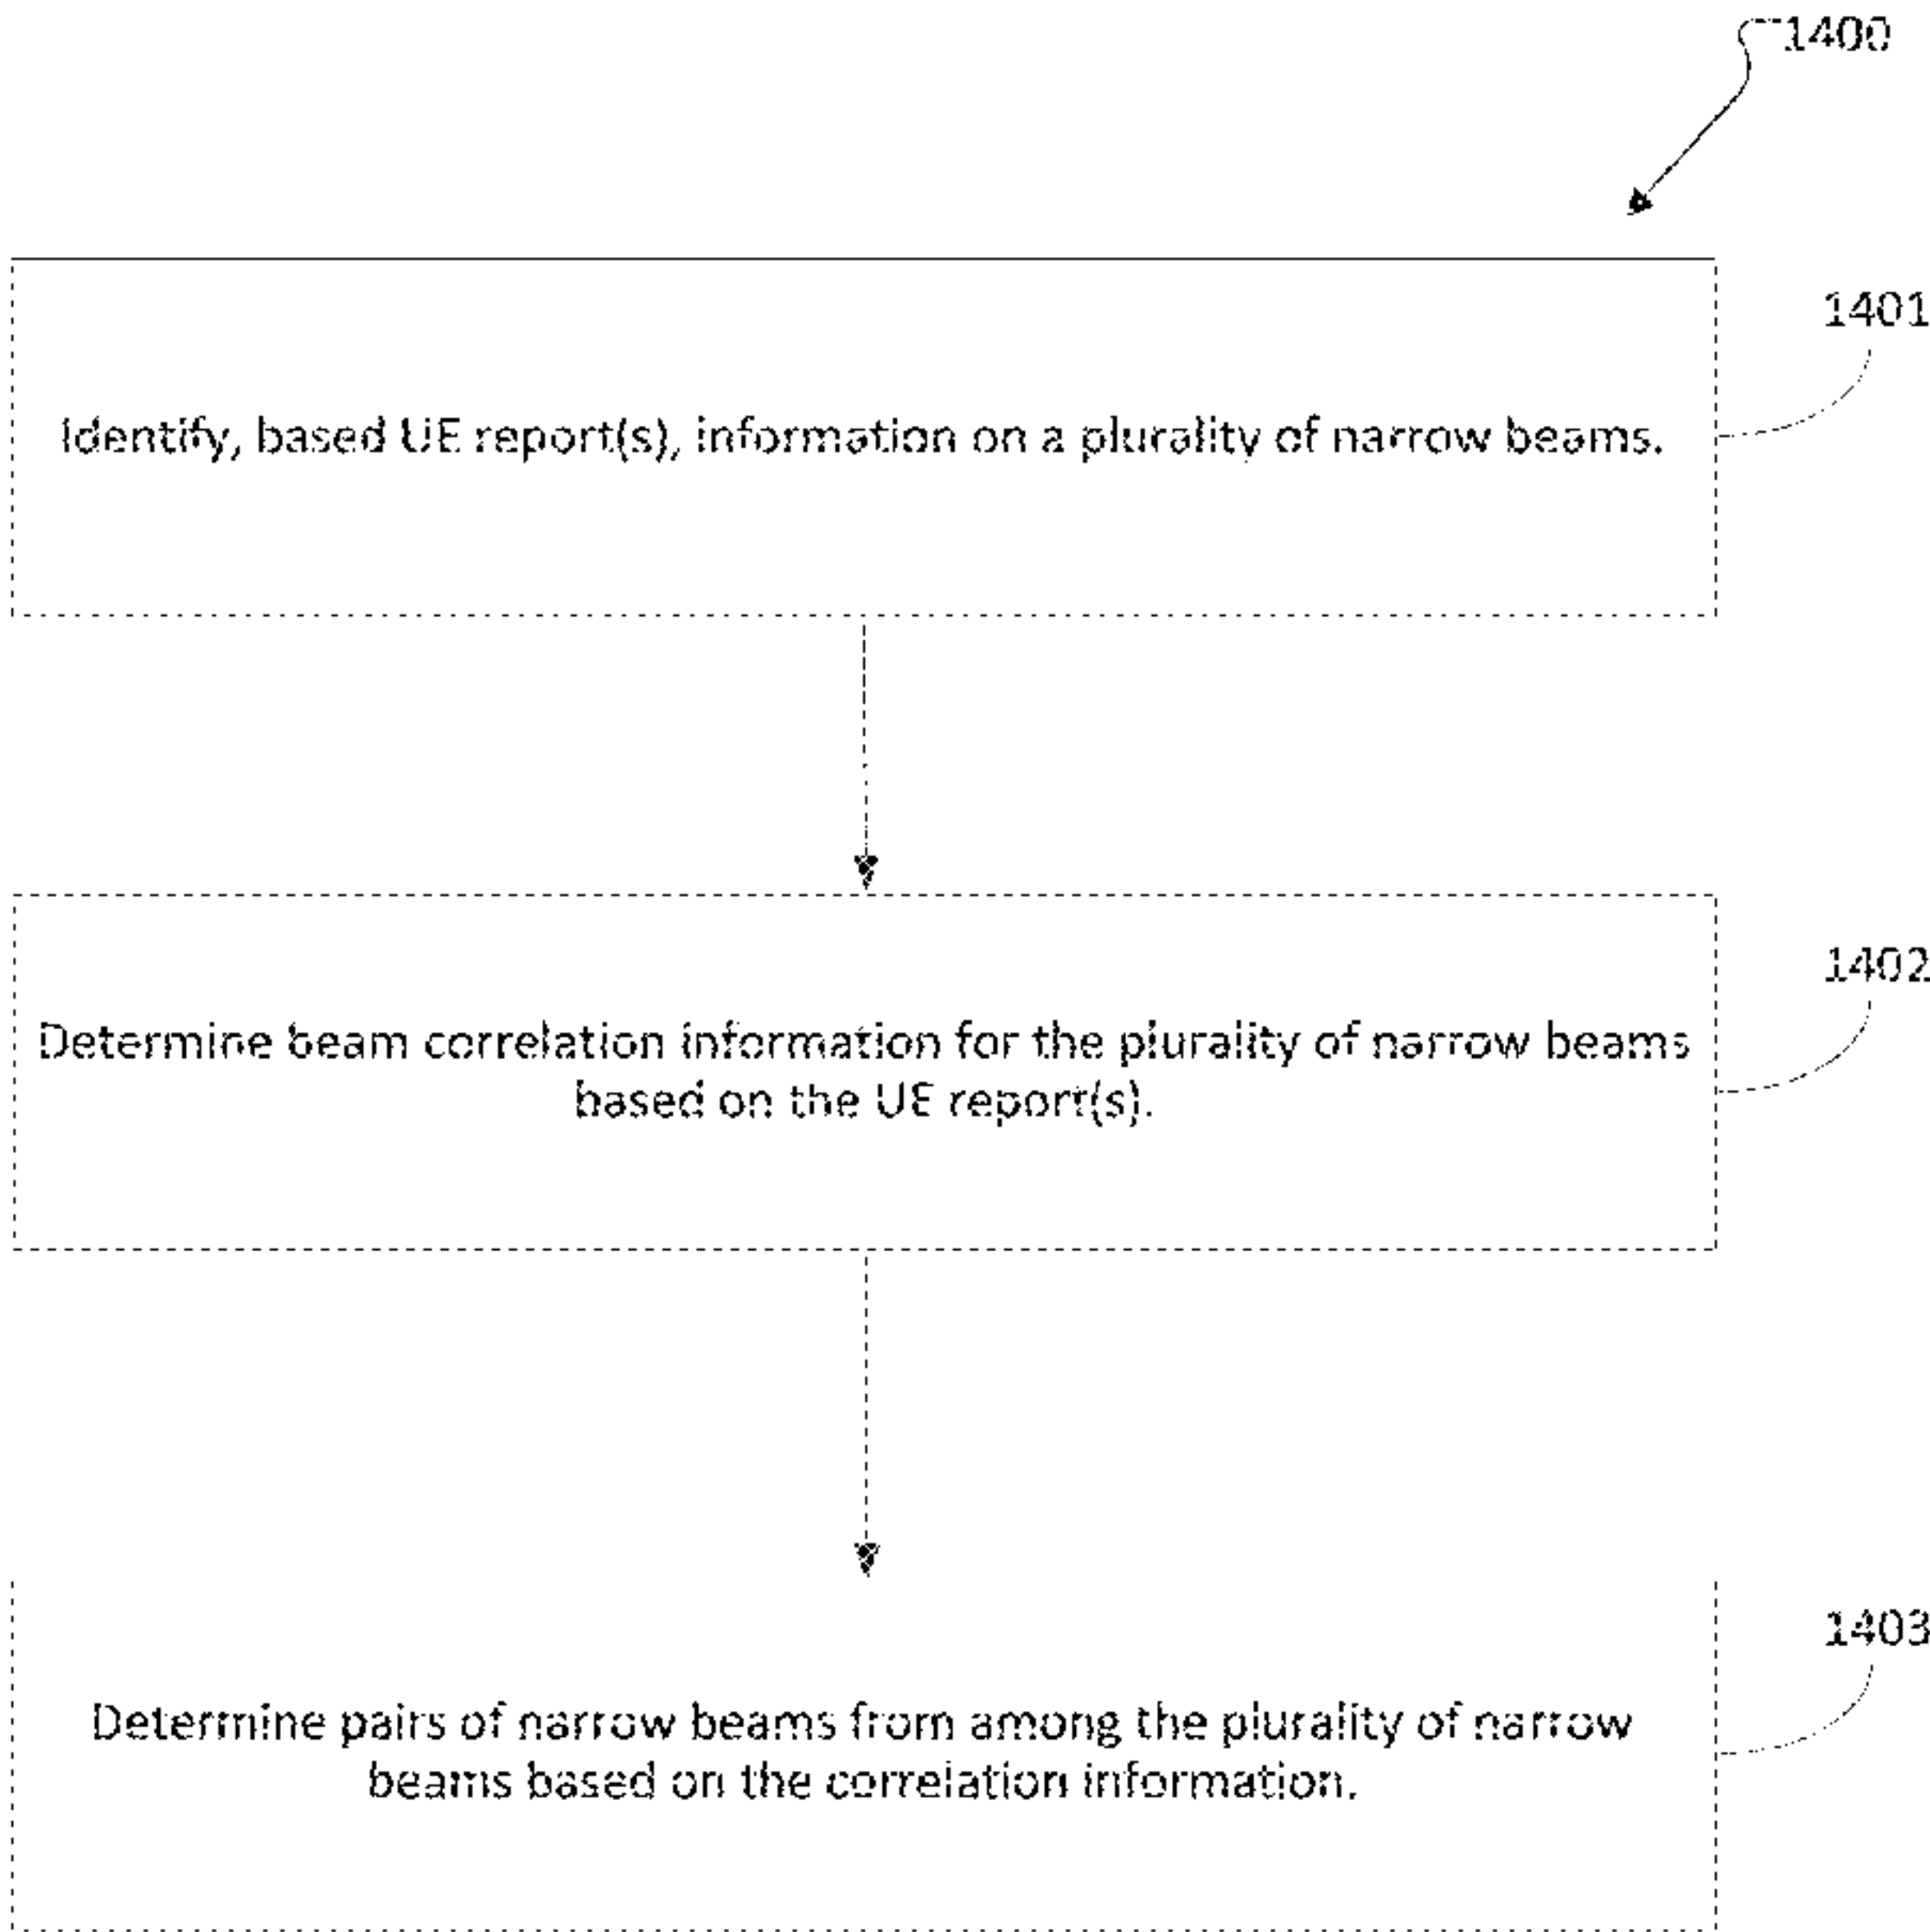 1400
1401
Identify, based UE report(s), information on a plurality of narrow beams.
1402
Determine beam correlation information for the plurality of narrow beams
based on the UE report(s).
1403
Determine pairs of narrow beams from among the plurality of narrow
beams based on the correlation information.